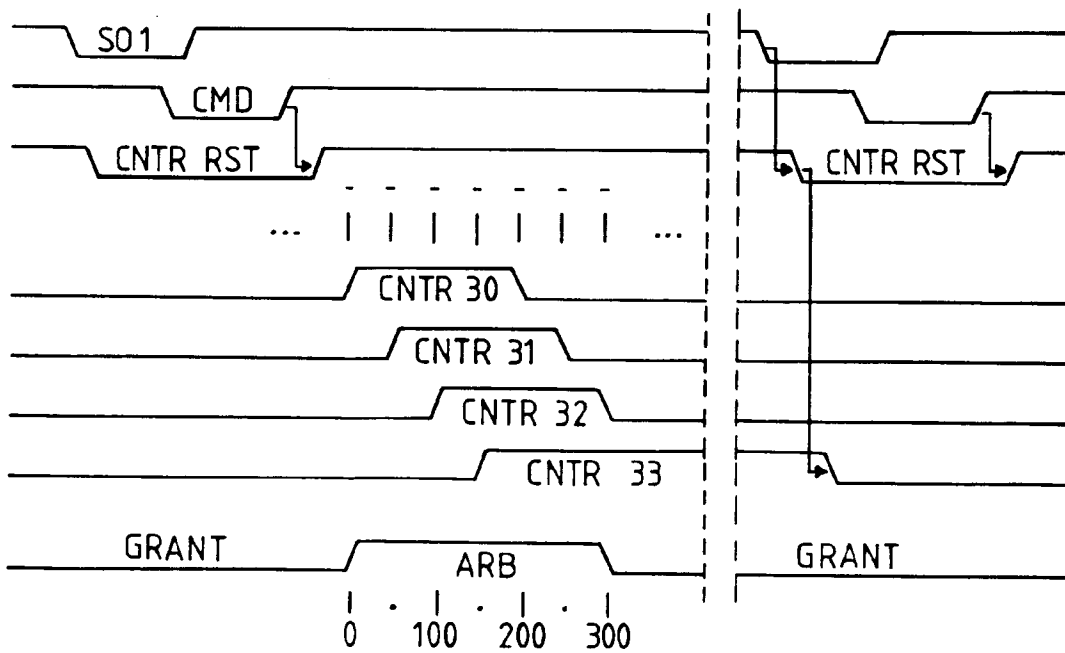 S01
CMD
CNTR RST
CNTR RST
... ...
CNTR 30
CNTR 31
CNTR 32
CNTR 33
GRANT
ARB
GRANT
0 100 200 300